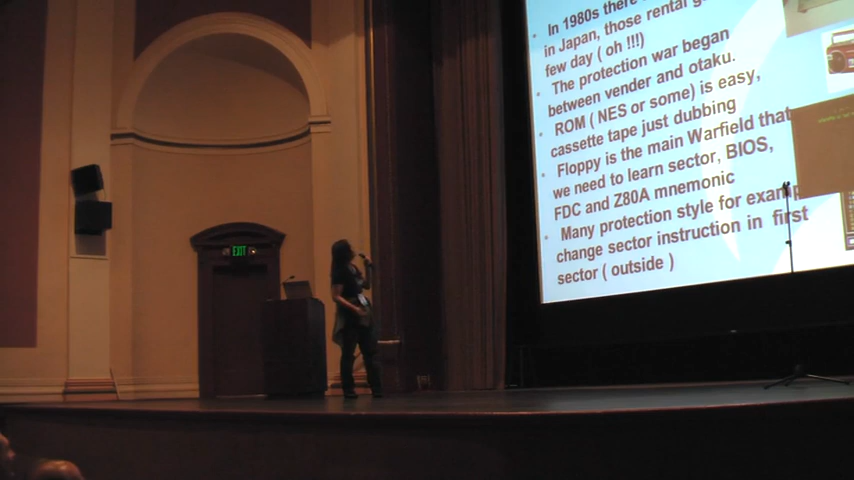 In 1980s there
in Japan, those rental
few day ( oh !!!)
The protection war began
between vender and otaku.
ROM ( NES or some) is easy,
cassette tape just dubbing
Floppy is the main Warfield that
we need to learn sector, BIOS,
FDC and Z80A mnemonic
Many protection style for examp
change sector instruction in first
sector ( outside )
EXIT